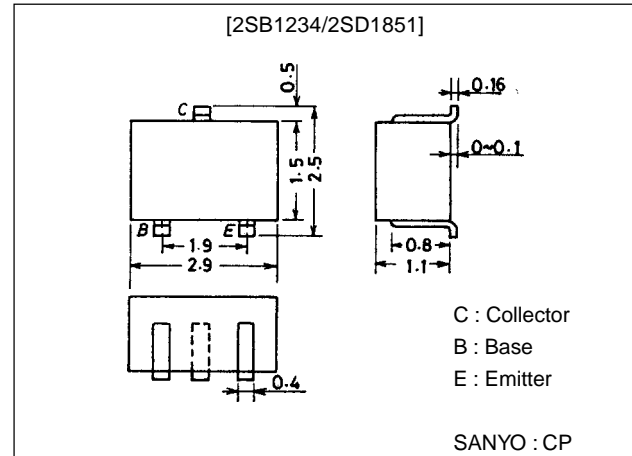 [2SB1234/2SD1851]
C
0.5
1.5
2.5
B
E
1.9
2.9
0.16
0~0.1
0.8
1.1
0.4
C : Collector
B : Base
E : Emitter
SANYO : CP